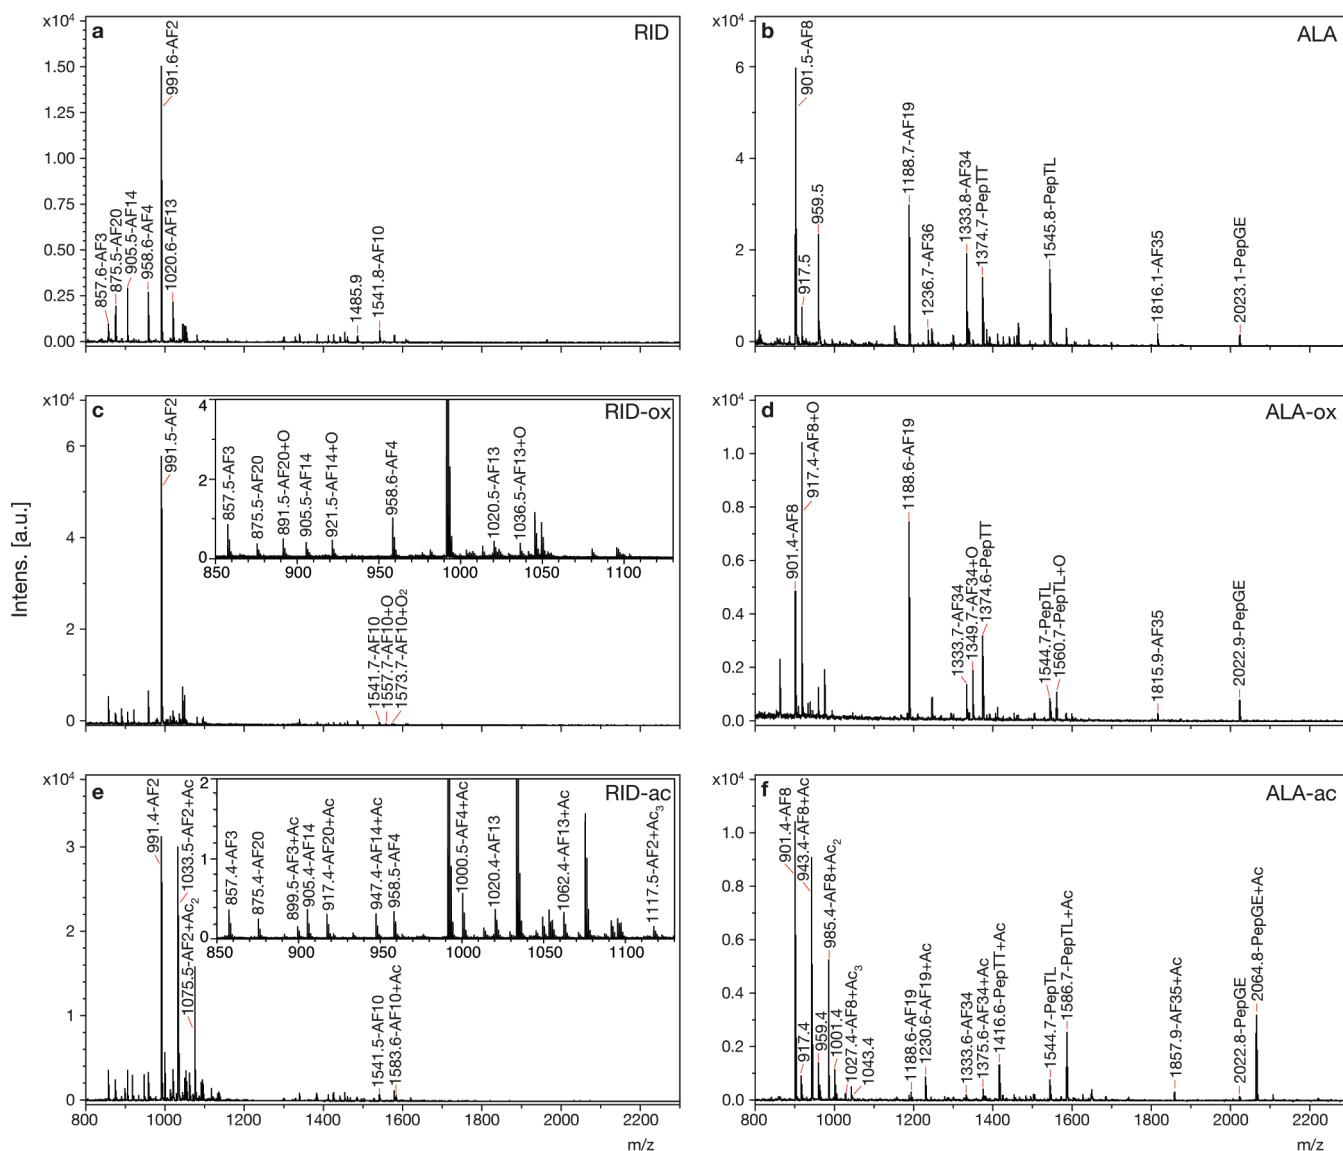 a
RID
x10⁴
1.50
1.25
1.00
0.75
0.50
0.25
0.00
857.6-AF3
875.5-AF20
905.5-AF14
958.6-AF4
991.6-AF2
1020.6-AF13
1485.9
1541.8-AF10
b
ALA
x10⁴
6
4
2
0
901.5-AF8
917.5
959.5
1188.7-AF19
1236.7-AF36
1333.8-AF34
1374.7-PepTT
1545.8-PepTL
1816.1-AF35
2023.1-PepGE
Intens. [a.u.]
c
RID-ox
x10⁴
6
4
2
0
991.5-AF2
1541.7-AF10
1557.7-AF10+O
1573.7-AF10+O₂
4
2
0
857.5-AF3
875.5-AF20
891.5-AF20+O
905.5-AF14
921.5-AF14+O
958.6-AF4
1020.5-AF13
1036.5-AF13+O
850 900 950 1000 1050 1100
d
ALA-ox
x10⁴
1.0
0.8
0.6
0.4
0.2
0.0
901.4-AF8
917.4-AF8+O
1188.6-AF19
1333.7-AF34
1349.7-AF34+O
1374.6-PepTT
1544.7-PepTL
1560.7-PepTL+O
1815.9-AF35
2022.9-PepGE
e
RID-ac
x10⁴
3
2
1
0
991.4-AF2
1033.5-AF2+Ac
1075.5-AF2+Ac₂
1541.5-AF10
1583.6-AF10+Ac
2
1
0
857.4-AF3
875.4-AF20
899.5-AF3+Ac
905.4-AF14
917.4-AF20+Ac
947.4-AF14+Ac
958.5-AF4
1000.5-AF4+Ac
1020.4-AF13
1062.4-AF13+Ac
1117.5-AF2+Ac₃
850 900 950 1000 1050 1100
800 1000 1200 1400 1600 1800 2000 2200
m/z
f
ALA-ac
x10⁴
1.0
0.8
0.6
0.4
0.2
0.0
901.4-AF8
943.4-AF8+Ac
985.4-AF8+Ac₂
917.4
959.4
1001.4
1027.4-AF8+Ac₃
1043.4
1188.6-AF19
1230.6-AF19+Ac
1333.6-AF34
1375.6-AF34+Ac
1416.6-PepTT+Ac
1544.7-PepTL
1586.7-PepTL+Ac
1857.9-AF35+Ac
2022.8-PepGE
2064.8-PepGE+Ac
800 1000 1200 1400 1600 1800 2000 2200
m/z